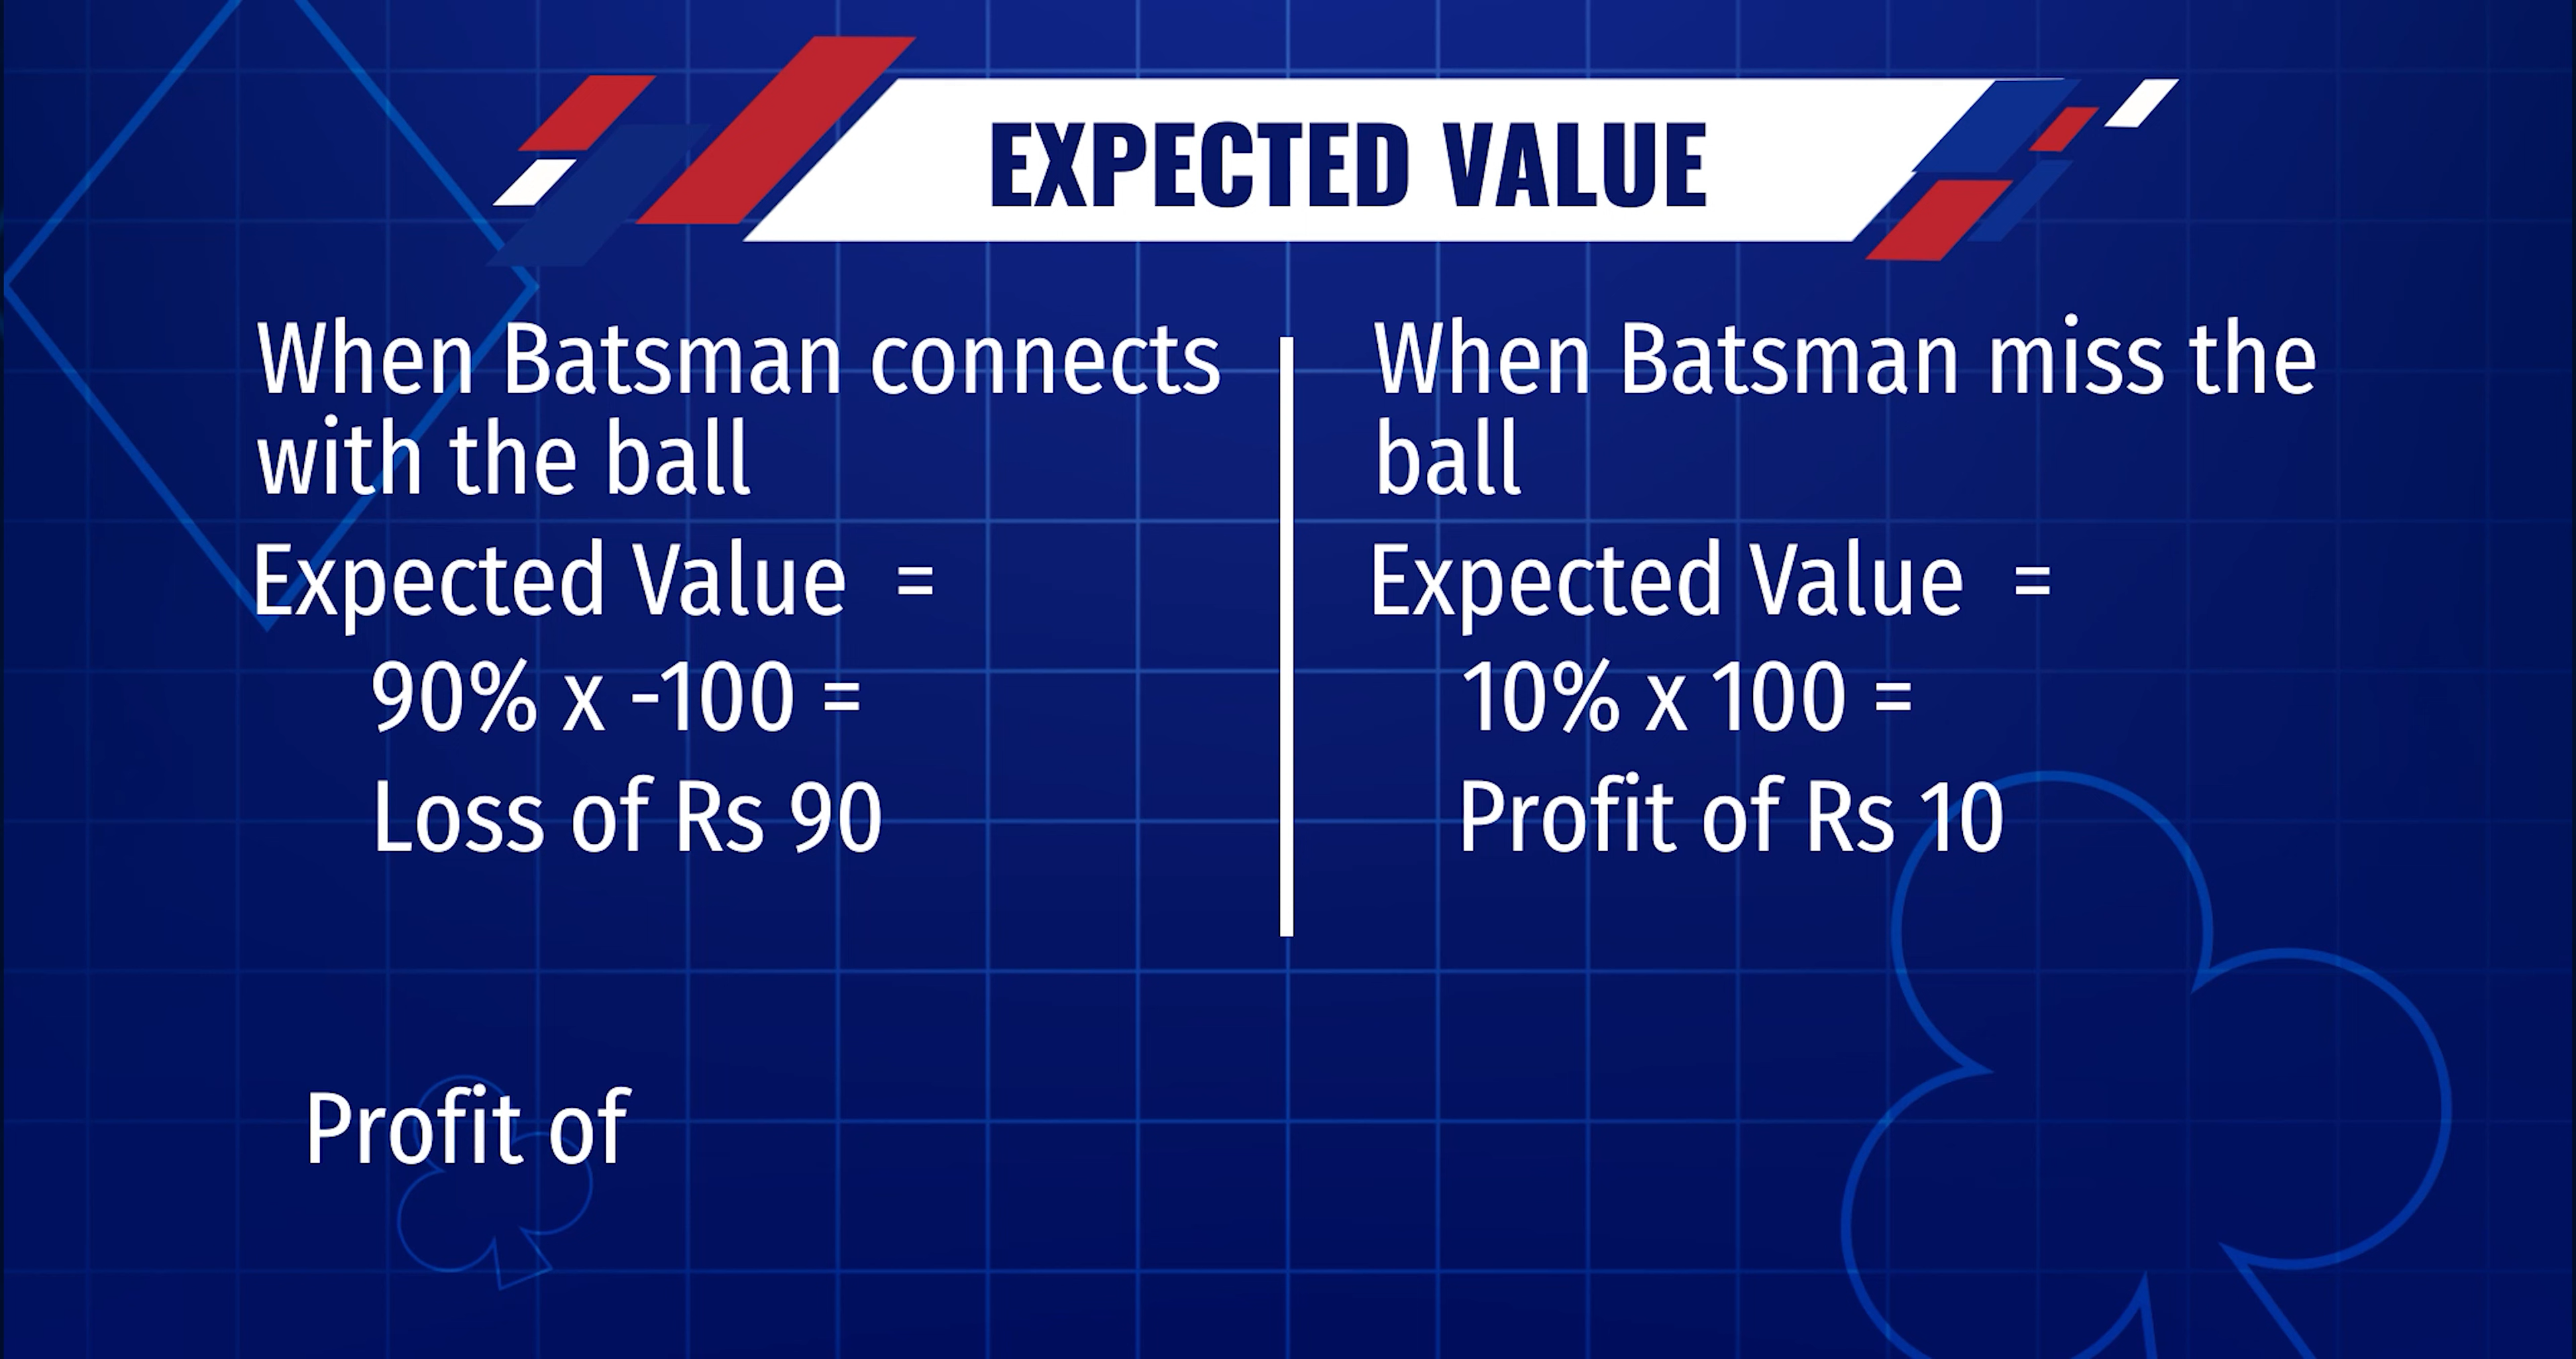 EXPECTED VALUE
When Batsman connects
with the ball
Expected Value =
90% x -100 =
Loss of Rs 90
When Batsman miss the
ball
Expected Value =
10% x 100 =
Profit of Rs 10
Profit of